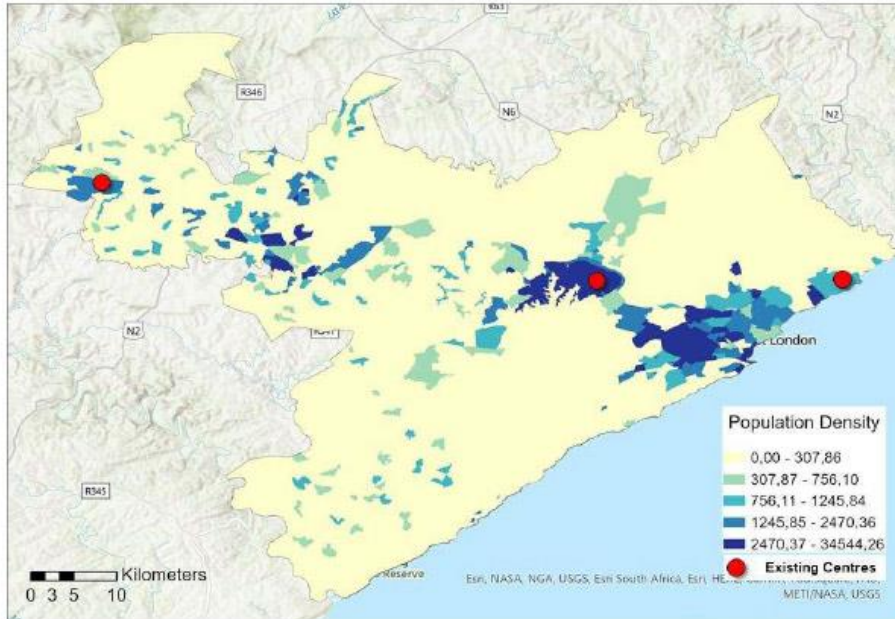 R346
N6
N2
N2
t London
R345
Reserve
Population Density
0,00 - 307,86
307,87 - 756,10
756,11 - 1245,84
1245,85 - 2470,36
2470,37 - 34544,26
Existing Centres
Kilometers
0 3 5 10
Esri, NASA, NGA, USGS, Esri South Africa, Esri,
METI/NASA, USGS